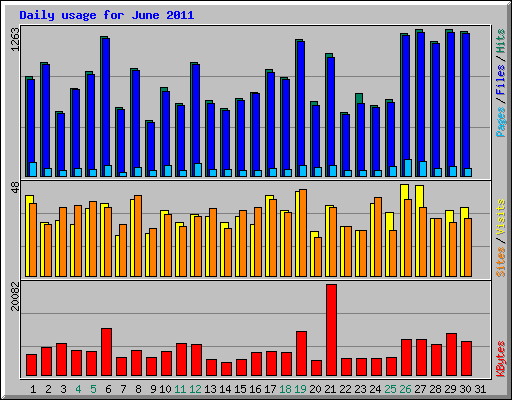 Daily usage for June 2011
1263
Pages/Files/Hits
48
Sites/Visits
20082
KBytes
1 2 3 4 5 6 7 8 9 10 11 12 13 14 15 16 17 18 19 20 21 22 23 24 25 26 27 28 29 30 31